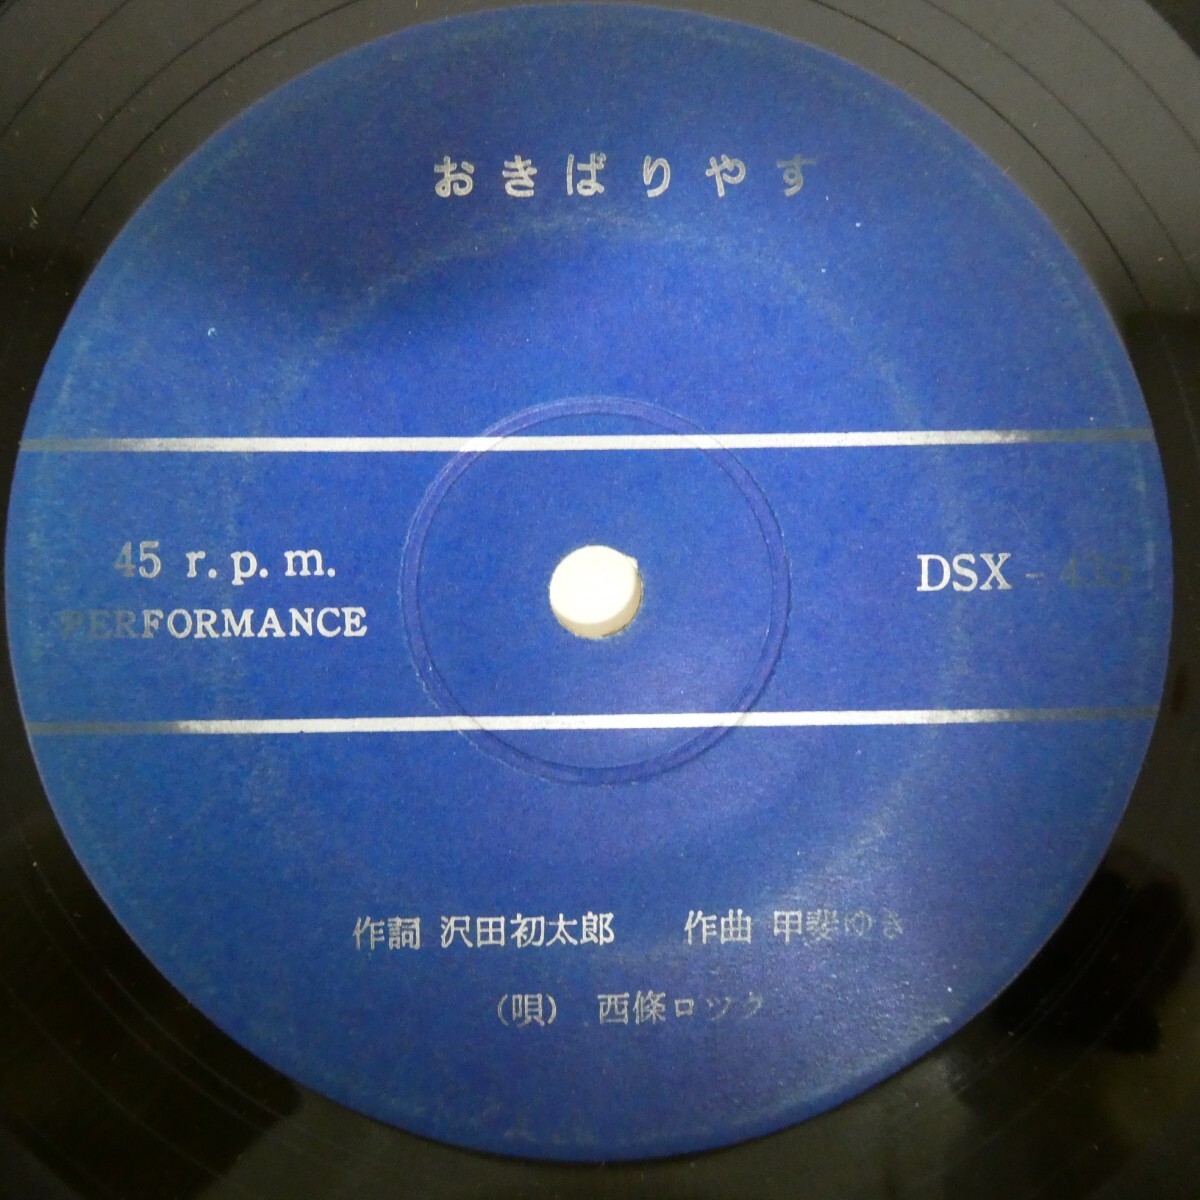 おきばりやす
45 r.p.m.
PERFORMANCE
DSX - 435
作詞 沢田初太郎 作曲 甲斐ゆき
(唄) 西條ロック